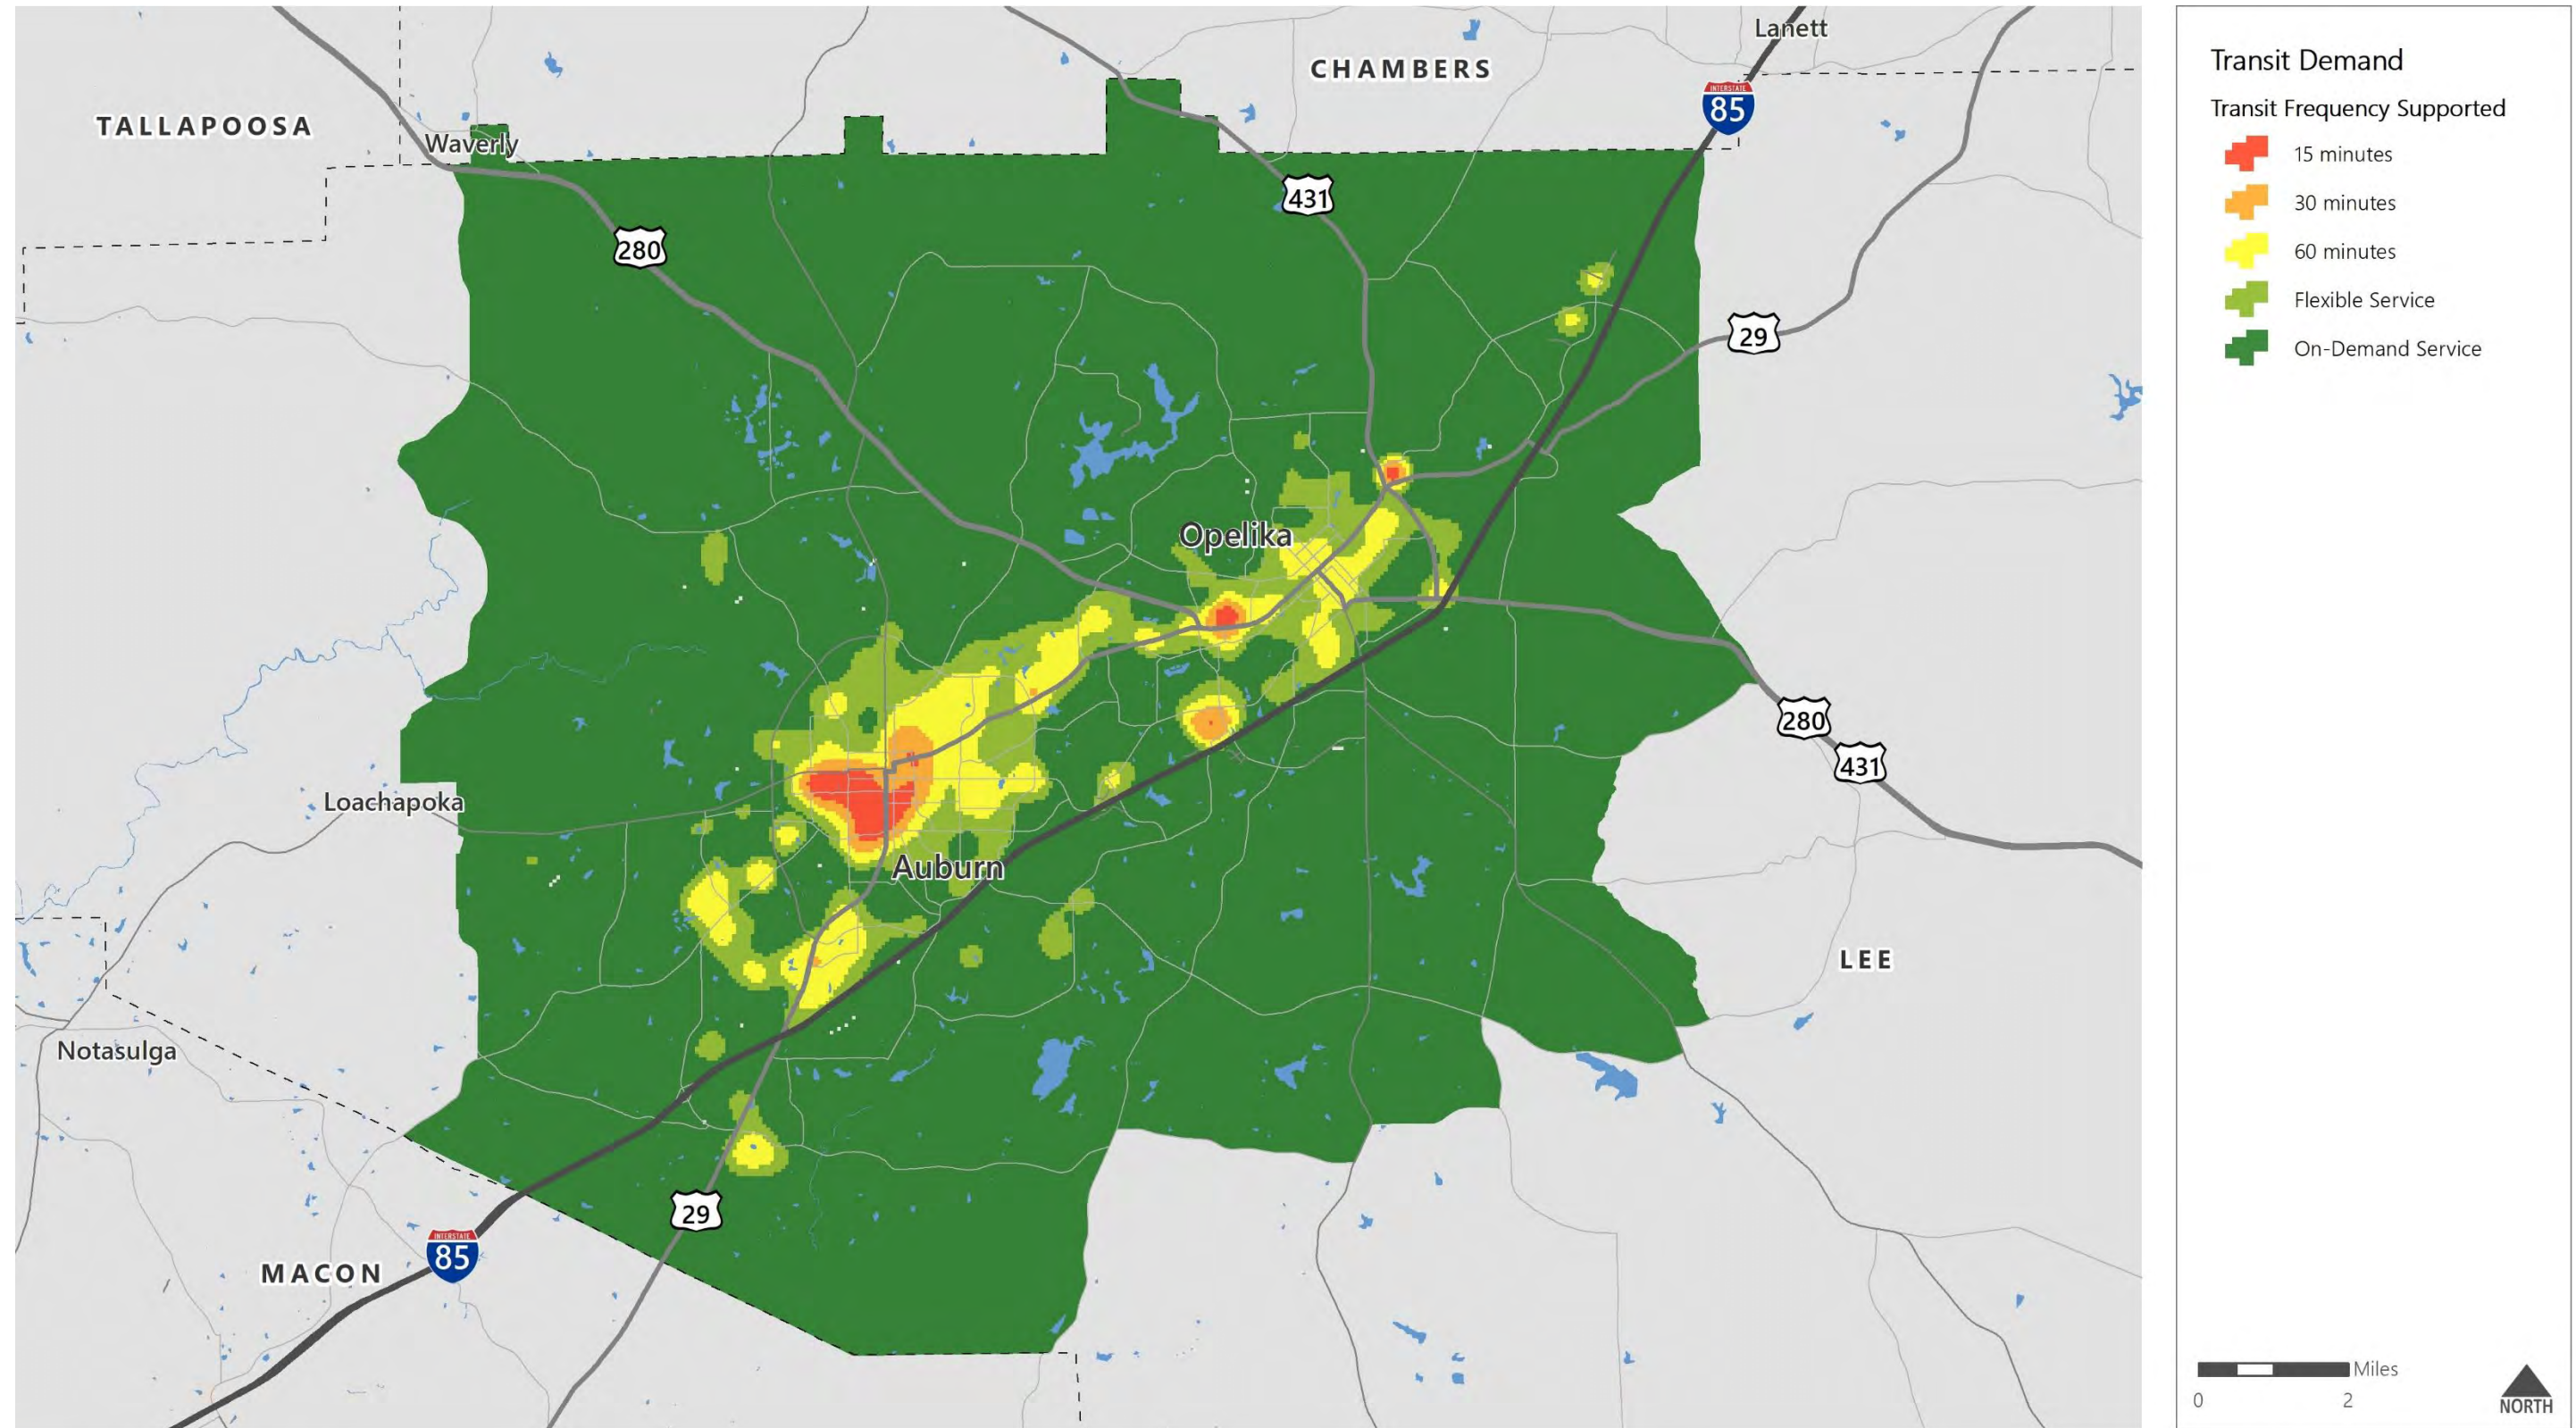 Lanett
CHAMBERS
INTERSTATE
85
TALLAPOOSA
Waverly
431
280
29
Opelika
280
431
Loachapoka
Auburn
LEE
Notasulga
29
INTERSTATE
85
MACON
Transit Demand
Transit Frequency Supported
15 minutes
30 minutes
60 minutes
Flexible Service
On-Demand Service
Miles
0 2
NORTH